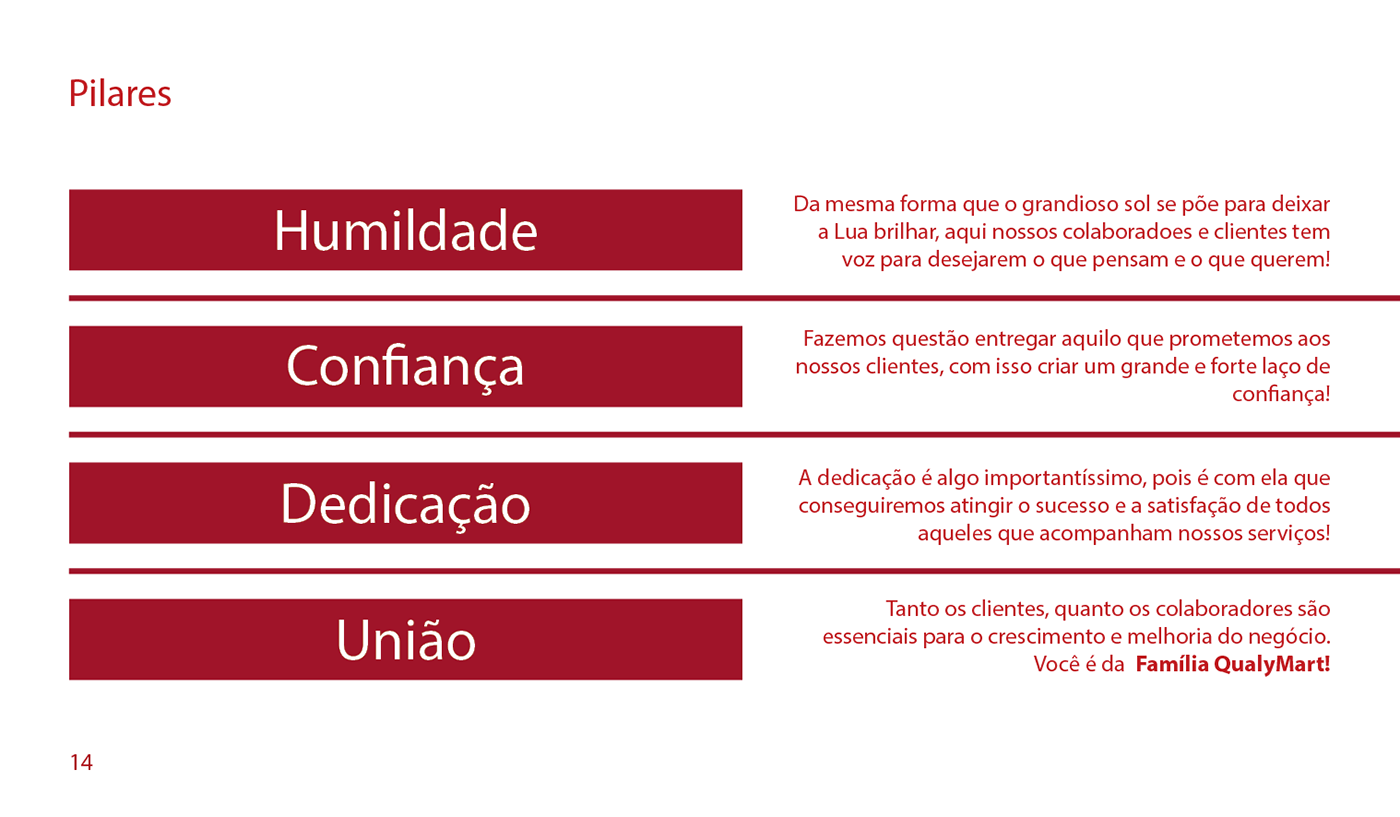 Pilares
Humildade
Da mesma forma que o grandioso sol se põe para deixar
a Lua brilhar, aqui nossos colaboradoes e clientes tem
voz para desejarem o que pensam e o que querem!
Confiança
Fazemos questão entregar aquilo que prometemos aos
nossos clientes, com isso criar um grande e forte laço de
confiança!
Dedicação
A dedicação é algo importantíssimo, pois é com ela que
conseguiremos atingir o sucesso e a satisfação de todos
aqueles que acompanham nossos serviços!
União
Tanto os clientes, quanto os colaboradores são
essenciais para o crescimento e melhoria do negócio.
Você é da Família QualyMart!
14